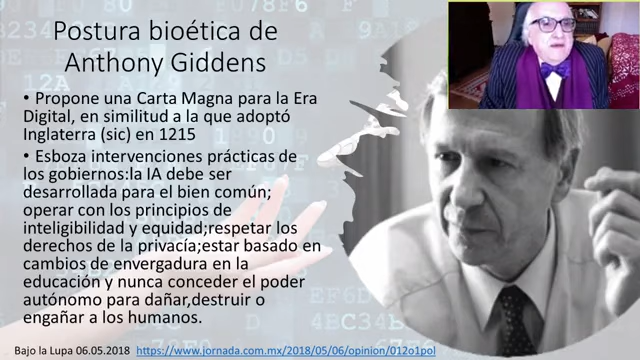 Postura bioética de
Anthony Giddens
• Propone una Carta Magna para la Era
Digital, en similitud a la que adoptó
Inglaterra (sic) en 1215
• Esboza intervenciones prácticas de
los gobiernos:la IA debe ser
desarrollada para el bien común;
operar con los principios de
inteligibilidad y equidad;respetar los
derechos de la privacía;estar basado en
cambios de envergadura en la
educación y nunca conceder el poder
autónomo para dañar,destruir o
engañar a los humanos.
Bajo la Lupa 06.05.2018 https://www.jornada.com.mx/2018/05/06/opinion/012o1pol